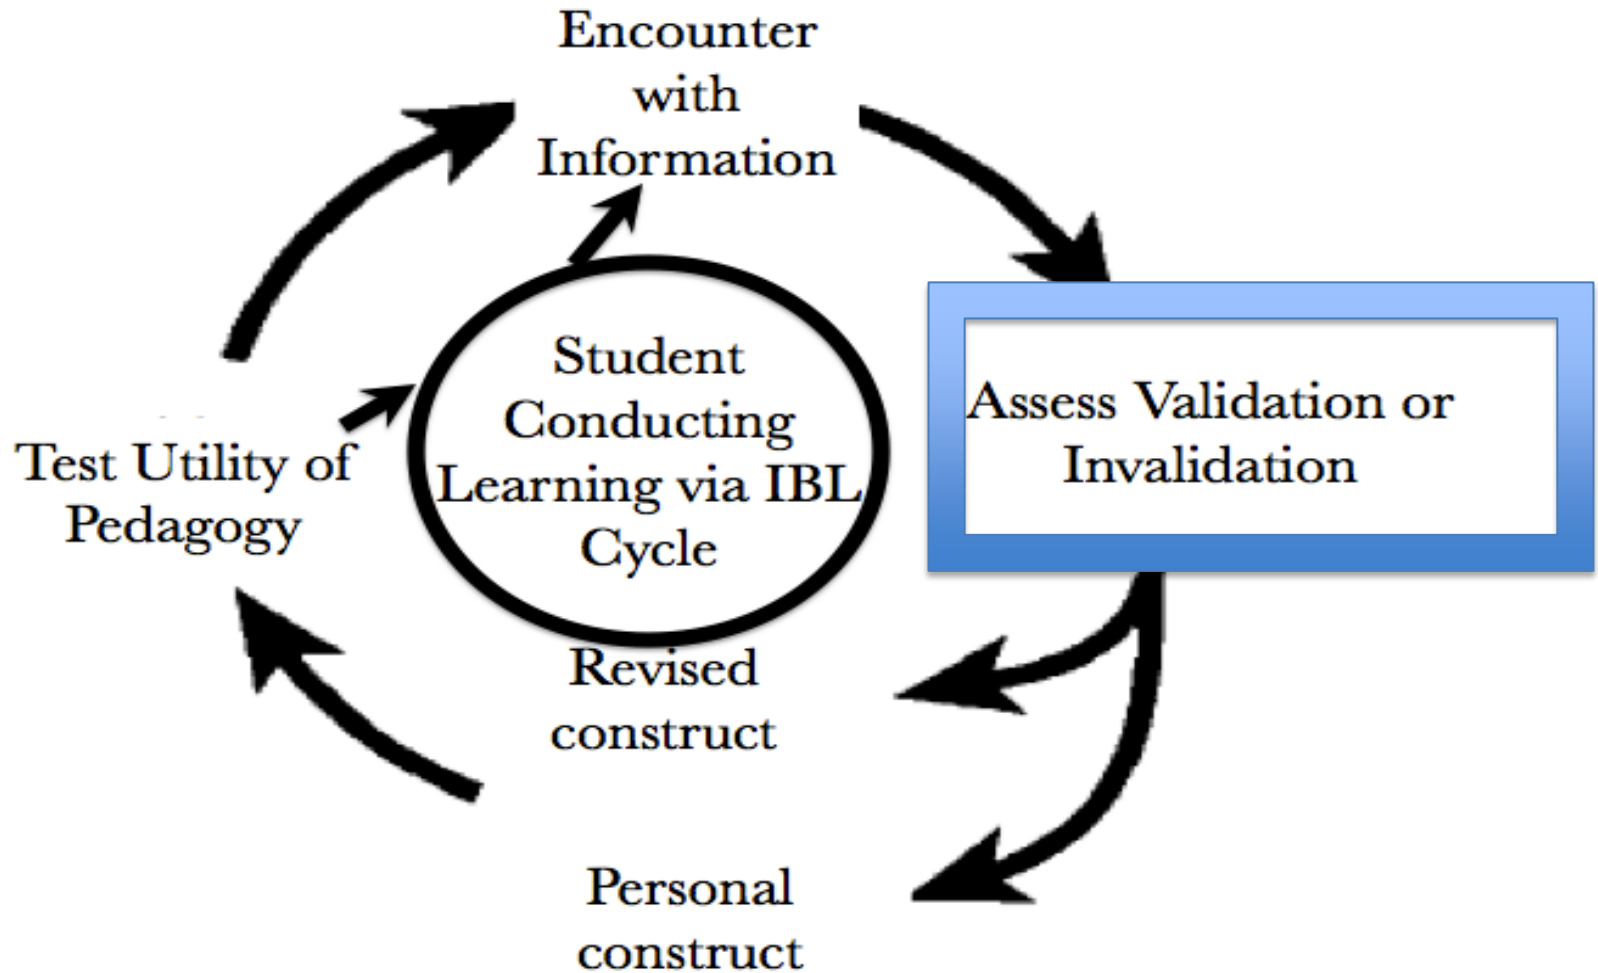 Encounter
with
Information
Assess Validation or
Invalidation
Student
Conducting
Learning via IBL
Cycle
Test Utility of
Pedagogy
Revised
construct
Personal
construct